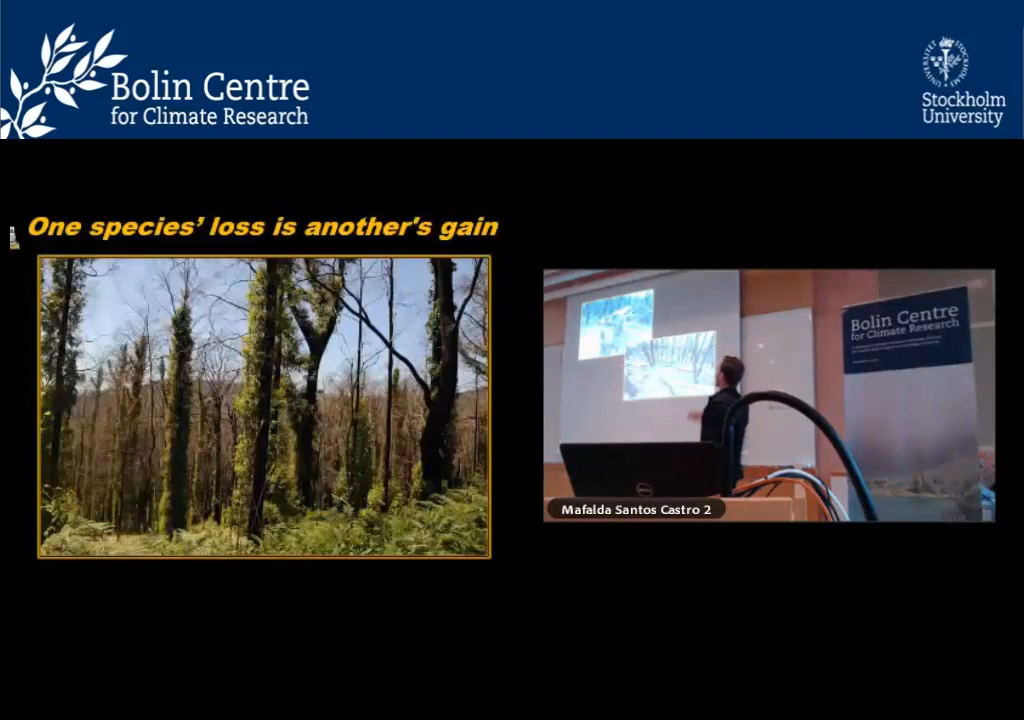 Bolin Centre
for Climate Research
Stockholm
University
One species’ loss is another's gain
Bolin Centre
for Climate Research
Mafalda Santos Castro 2